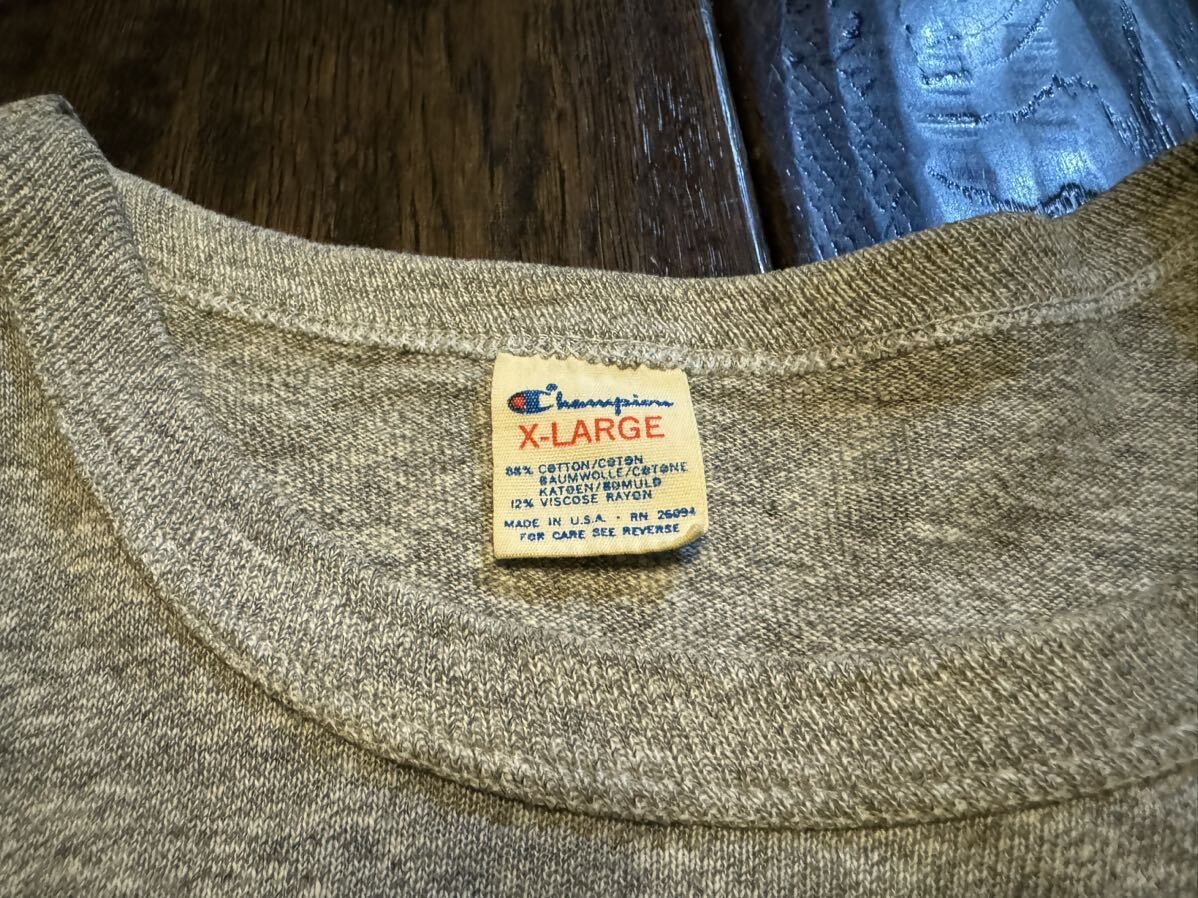 Champion
X-LARGE
88% COTTON/COTON
BAUMWOLLE/COTONE
KATOEN/BOMULD
12% VISCOSE RAYON
MADE IN U.S.A. · RN 26094
FOR CARE SEE REVERSE